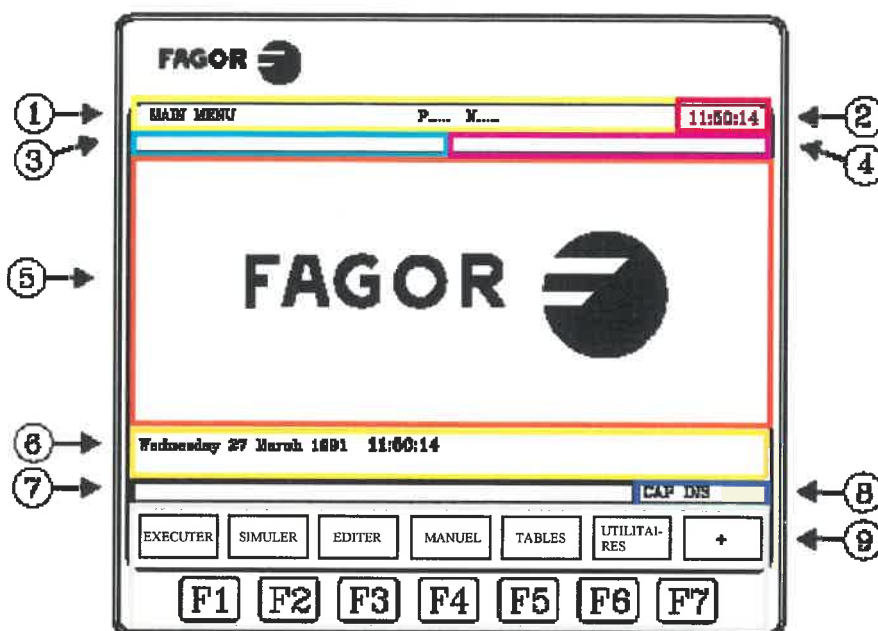 FAGOR
1
MAIN MENU P..... N.....
11:50:14
2
3
4
5
FAGOR
6
Wednesday 27 March 1991 11:50:14
7
CAP INS
8
EXECUTER SIMULER EDITER MANUEL TABLES UTILITAI-
RES
+
9
F1 F2 F3 F4 F5 F6 F7